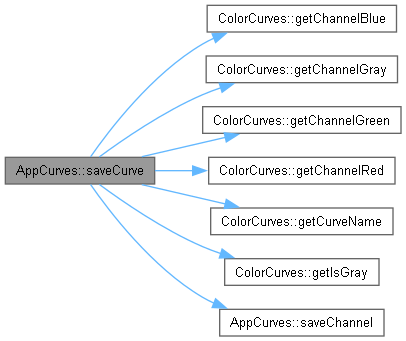 ColorCurves::getChannelBlue
ColorCurves::getChannelGray
ColorCurves::getChannelGreen
AppCurves::saveCurve
ColorCurves::getChannelRed
ColorCurves::getCurveName
ColorCurves::getIsGray
AppCurves::saveChannel